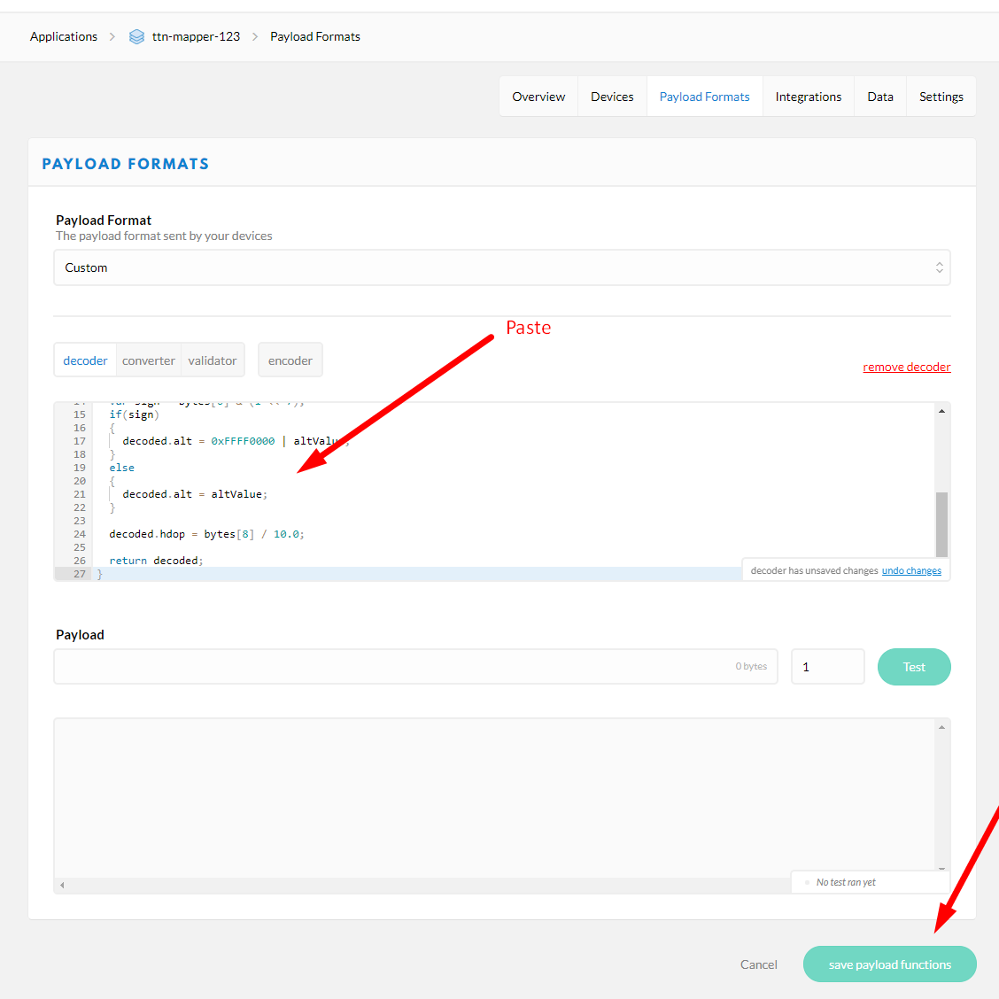 Applications > ttn-mapper-123 > Payload Formats
Overview Devices Payload Formats Integrations Data Settings
PAYLOAD FORMATS
Payload Format
The payload format sent by your devices
Custom
Paste
decoder converter validator encoder
remove decoder
15 if(sign)
16 {
17 decoded.alt = 0xFFFF0000 | altValue;
18 }
19 else
20 {
21 decoded.alt = altValue;
22 }
23
24 decoded.hdop = bytes[8] / 10.0;
25
26 return decoded;
27 }
decoder has unsaved changes undo changes
Payload
0 bytes 1 Test
No test ran yet
Cancel save payload functions